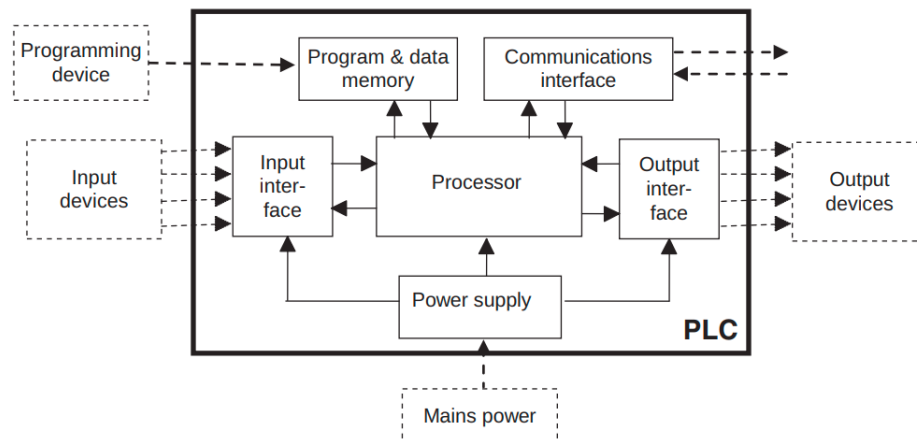 Programming
device
Program & data
memory
Communications
interface
Input
devices
Input
inter-
face
Processor
Output
inter-
face
Output
devices
Power supply
PLC
Mains power